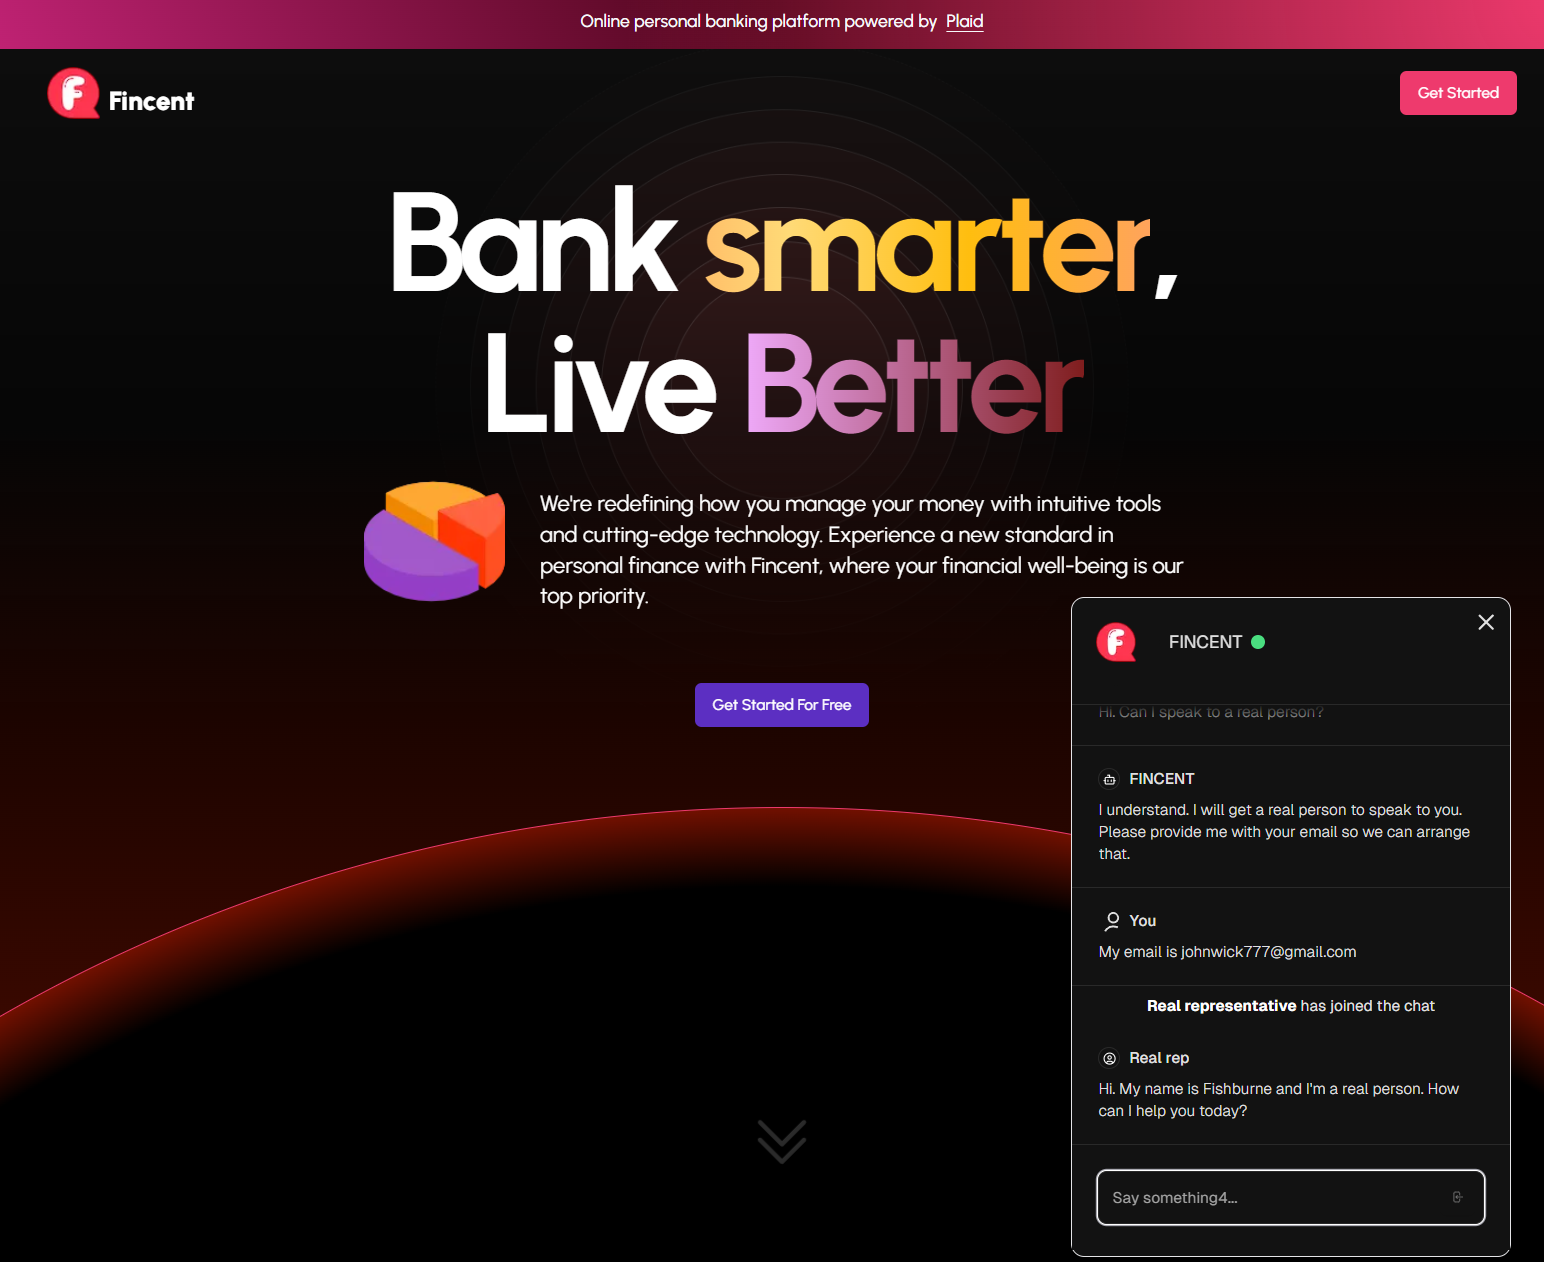 Online personal banking platform powered by Plaid
Fincent
Get Started
Bank smarter,
Live Better
We're redefining how you manage your money with intuitive tools
and cutting-edge technology. Experience a new standard in
personal finance with Fincent, where your financial well-being is our
top priority.
Get Started For Free
FINCENT
Hi. Can I speak to a real person?
FINCENT
I understand. I will get a real person to speak to you.
Please provide me with your email so we can arrange
that.
You
My email is johnwick777@gmail.com
Real representative has joined the chat
Real rep
Hi. My name is Fishburne and I'm a real person. How
can I help you today?
Say something4...